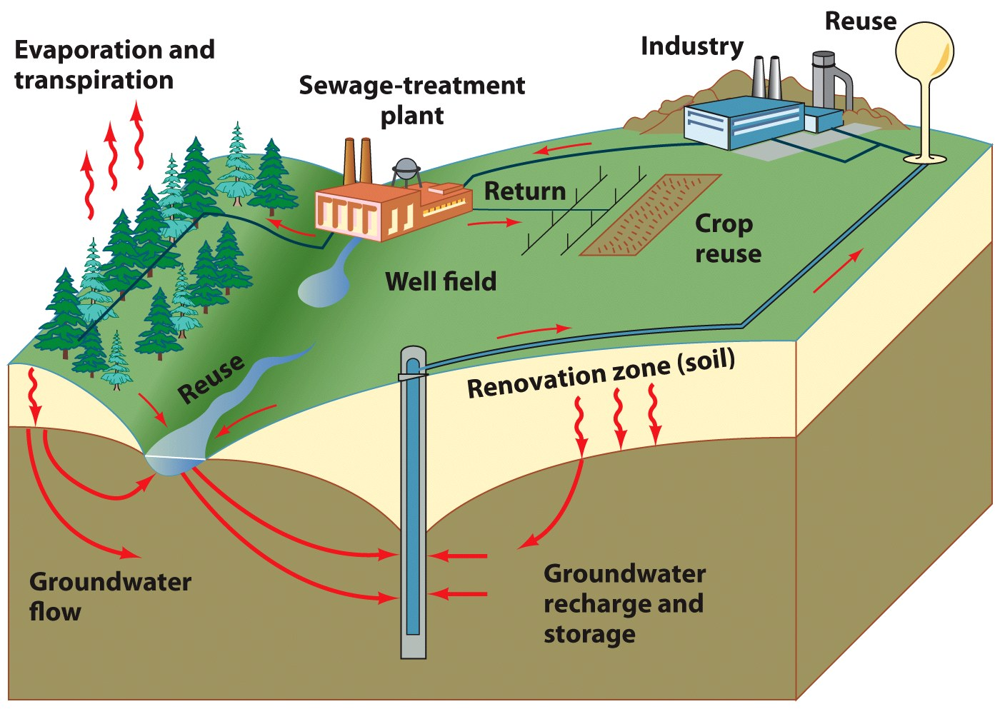 Reuse
Industry
Evaporation and
transpiration
Sewage-treatment
plant
Return
Crop
reuse
Well field
Reuse
Renovation zone (soil)
Groundwater
flow
Groundwater
recharge and
storage